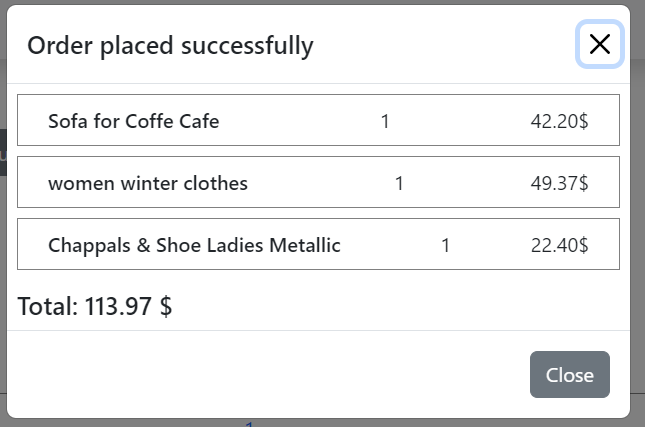 Order placed successfully
Sofa for Coffe Cafe 1 42.20$
women winter clothes 1 49.37$
Chappals & Shoe Ladies Metallic 1 22.40$
Total: 113.97 $
Close